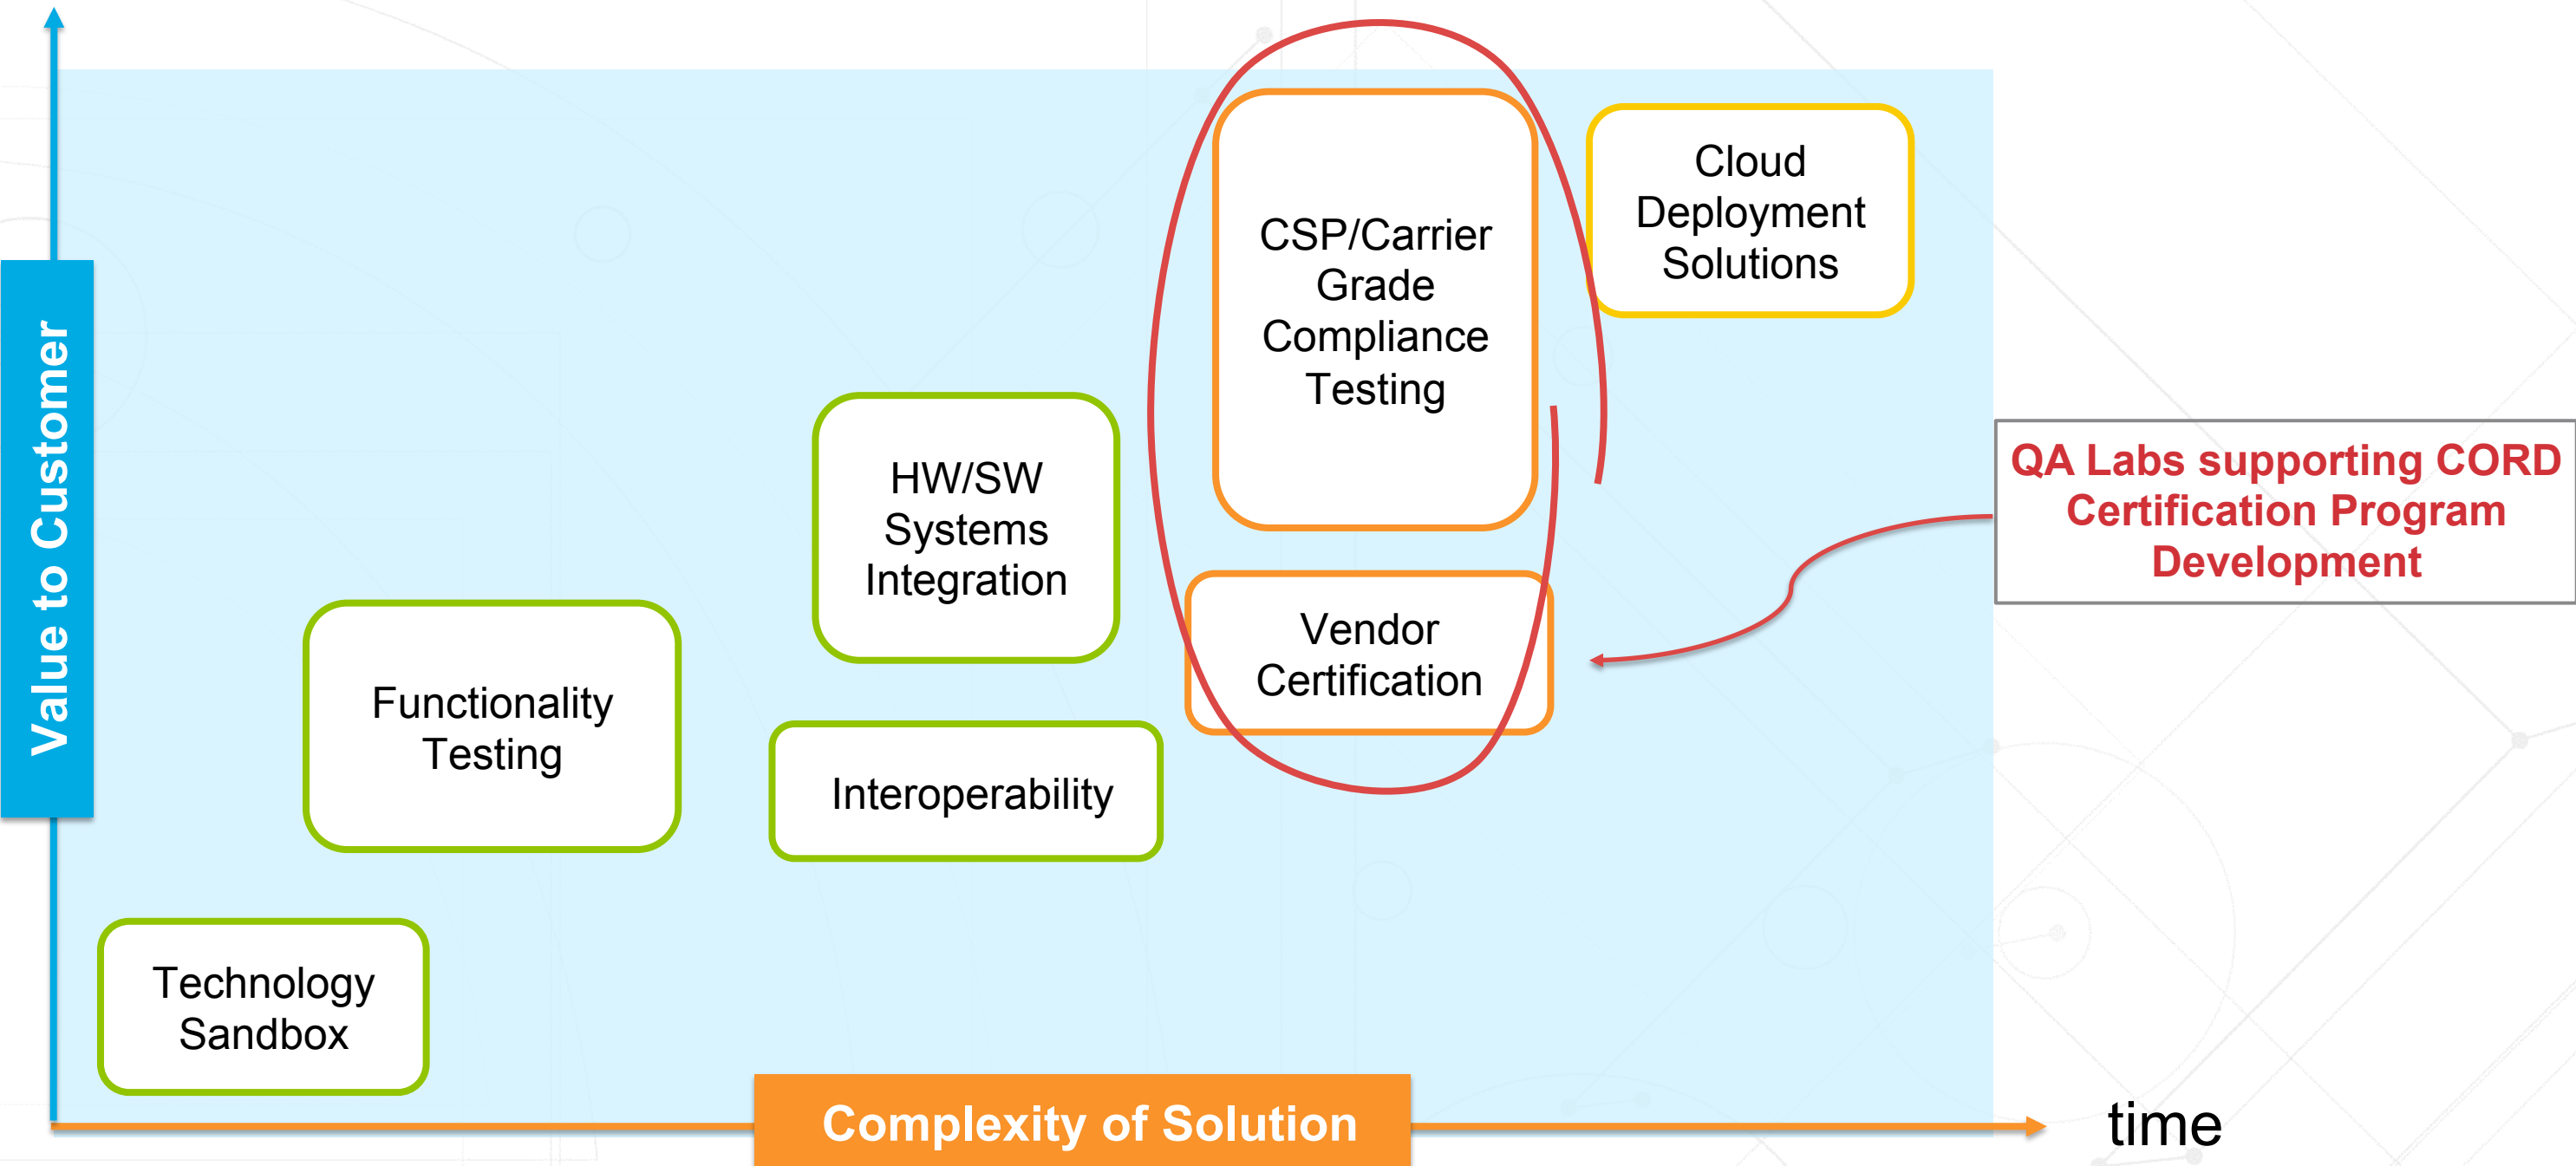 Value to Customer
Technology
Sandbox
Functionality
Testing
HW/SW
Systems
Integration
Interoperability
CSP/Carrier
Grade
Compliance
Testing
Vendor
Certification
Cloud
Deployment
Solutions
QA Labs supporting CORD
Certification Program
Development
Complexity of Solution
time